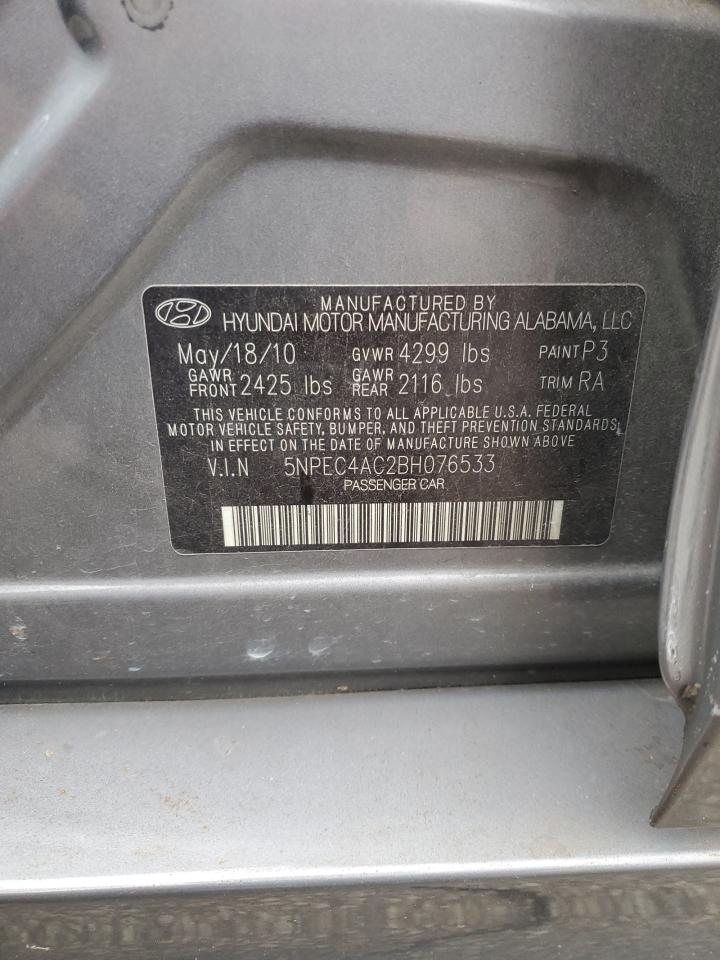 MANUFACTURED BY
HYUNDAI MOTOR MANUFACTURING ALABAMA, LLC
May/18/10 GVWR 4299 lbs PAINT P3
GAWR FRONT 2425 lbs GAWR REAR 2116 lbs TRIM RA
THIS VEHICLE CONFORMS TO ALL APPLICABLE U.S.A. FEDERAL
MOTOR VEHICLE SAFETY, BUMPER, AND THEFT PREVENTION STANDARDS
IN EFFECT ON THE DATE OF MANUFACTURE SHOWN ABOVE
V.I.N 5NPEC4AC2BH076533
PASSENGER CAR